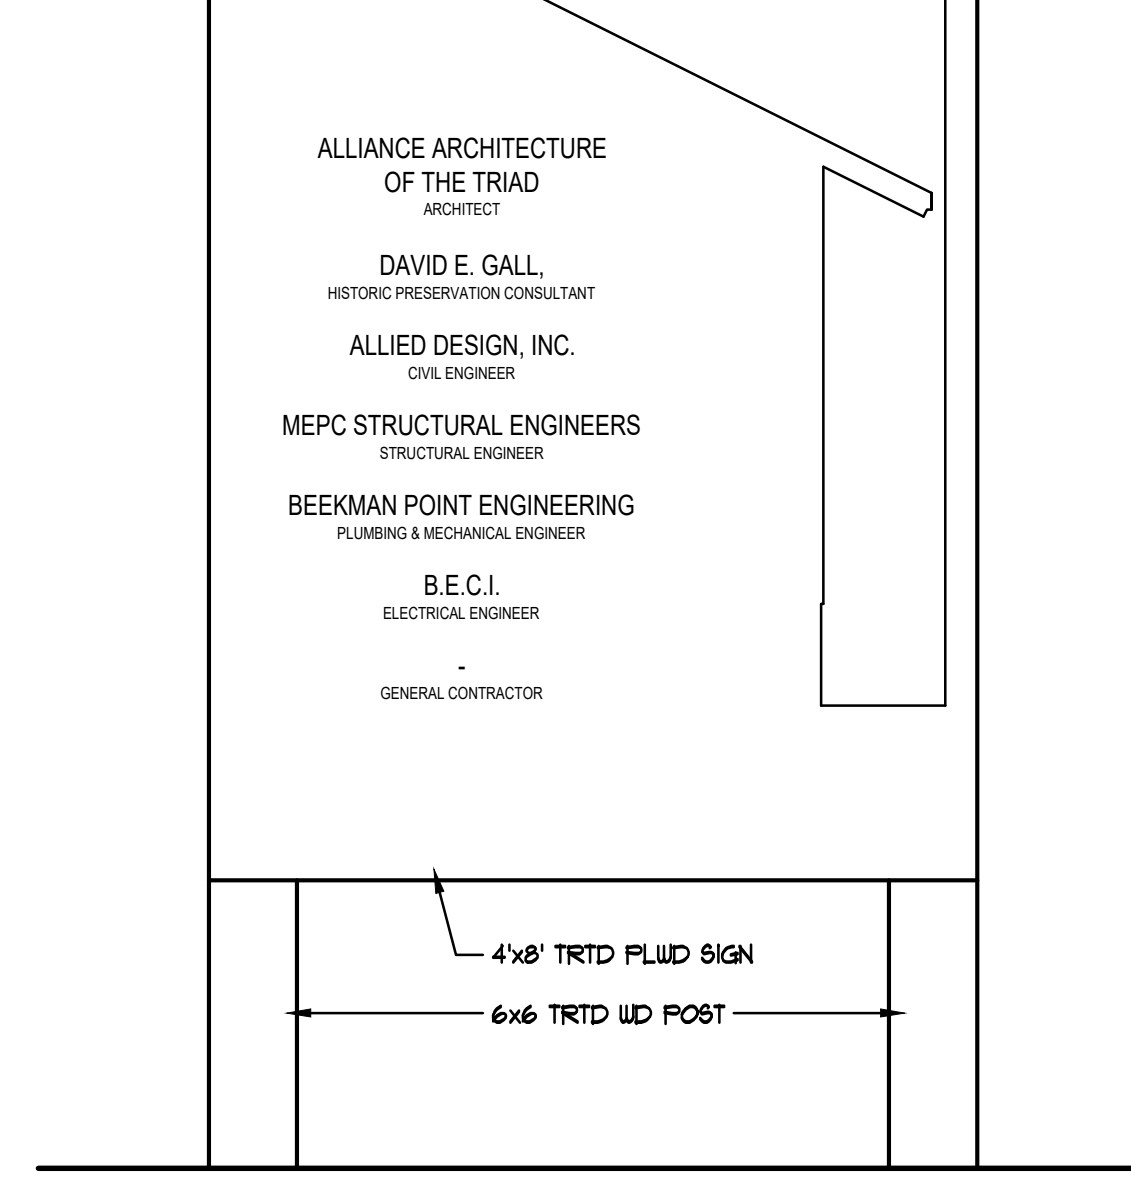 ALLIANCE ARCHITECTURE
OF THE TRIAD
ARCHITECT
DAVID E. GALL,
HISTORIC PRESERVATION CONSULTANT
ALLIED DESIGN, INC.
CIVIL ENGINEER
MEPC STRUCTURAL ENGINEERS
STRUCTURAL ENGINEER
BEEKMAN POINT ENGINEERING
PLUMBING & MECHANICAL ENGINEER
B.E.C.I.
ELECTRICAL ENGINEER
-
GENERAL CONTRACTOR
4'x8' TRTD PLWD SIGN
6x6 TRTD WD POST